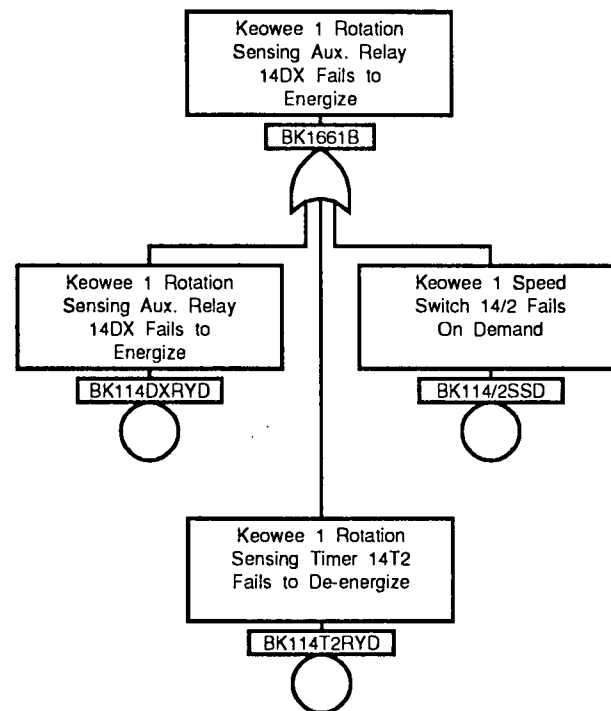 Keowee 1 Rotation
Sensing Aux. Relay
14DX Fails to
Energize
BK1661B
Keowee 1 Rotation
Sensing Aux. Relay
14DX Fails to
Energize
BK114DXRYD
Keowee 1 Speed
Switch 14/2 Fails
On Demand
BK114/2SSD
Keowee 1 Rotation
Sensing Timer 14T2
Fails to De-energize
BK114T2RYD